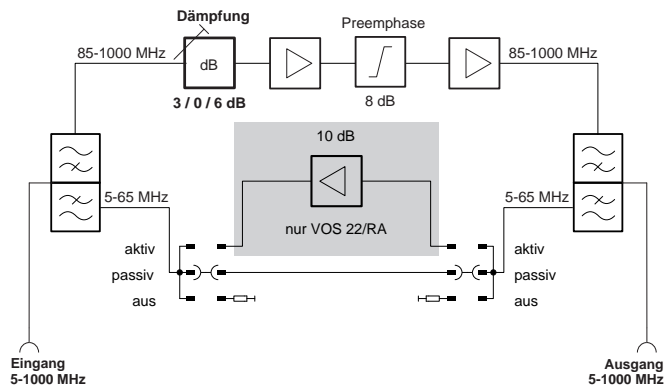 Dämpfung
Preemphase
85-1000 MHz
85-1000 MHz
dB
3 / 0 / 6 dB
8 dB
10 dB
5-65 MHz
5-65 MHz
nur VOS 22/RA
aktiv
aktiv
passiv
passiv
aus
aus
Eingang
5-1000 MHz
Ausgang
5-1000 MHz